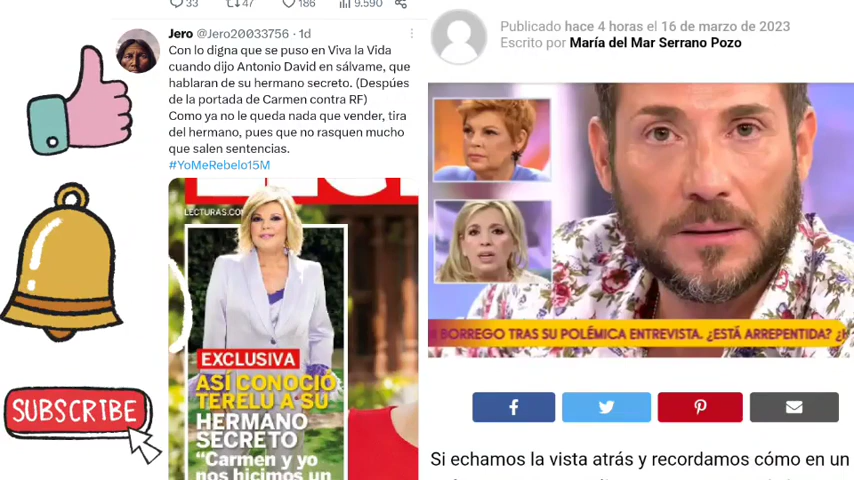 33
47
186
9.590
Jero @Jero20033756 · 1d
Con lo digna que se puso en Viva la Vida
cuando dijo Antonio David en sálvame, que
hablaran de su hermano secreto. (Despúes
de la portada de Carmen contra RF)
Como ya no le queda nada que vender, tira
del hermano, pues que no rasquen mucho
que salen sentencias.
#YoMeRebelo15M
LECTURAS.CO
EXCLUSIVA
ASÍ CONOCIÓ
TERELU A SU
HERMANO
SECRETO
"Carmen y yo
nos hicimos un
SUBSCRIBE
Publicado hace 4 horas el 16 de marzo de 2023
Escrito por María del Mar Serrano Pozo
BORREGO TRAS SU POLÉMICA ENTREVISTA. ¿ESTÁ ARREPENTIDA?
Si echamos la vista atrás y recordamos cómo en un